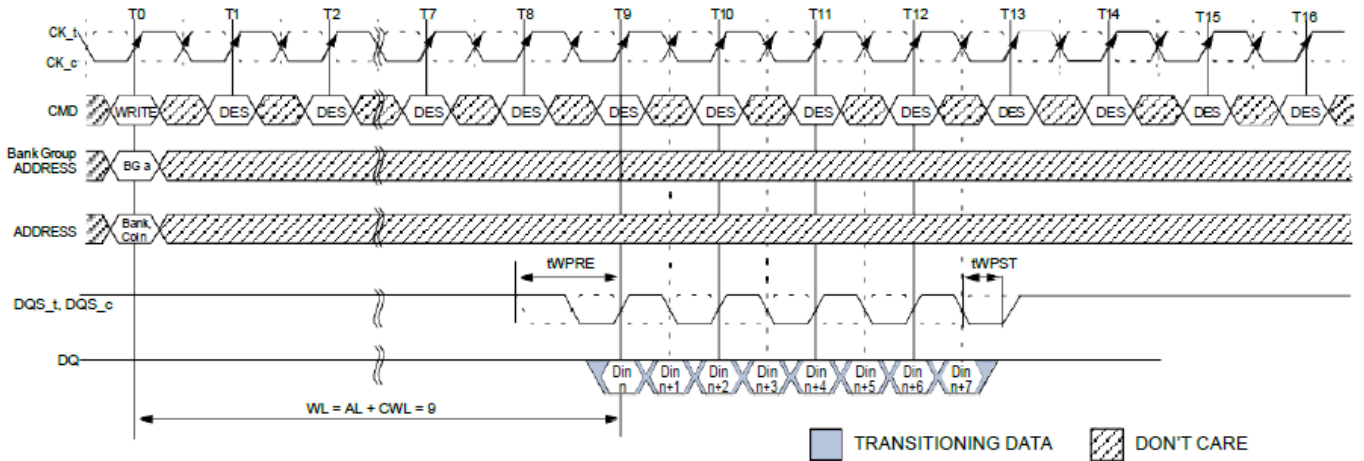 T0 T1 T2 T7 T8 T9 T10 T11 T12 T13 T14 T15 T16
CK_t
CK_c
CMD WRITE DES DES DES DES DES DES DES DES DES DES DES DES
Bank Group
ADDRESS BG a
ADDRESS Bank,
Col n
tWPRE tWPST
DQS_t, DQS_c
DQ Din n Din n+1 Din n+2 Din n+3 Din n+4 Din n+5 Din n+6 Din n+7
WL = AL + CWL = 9
TRANSITIONING DATA DON'T CARE